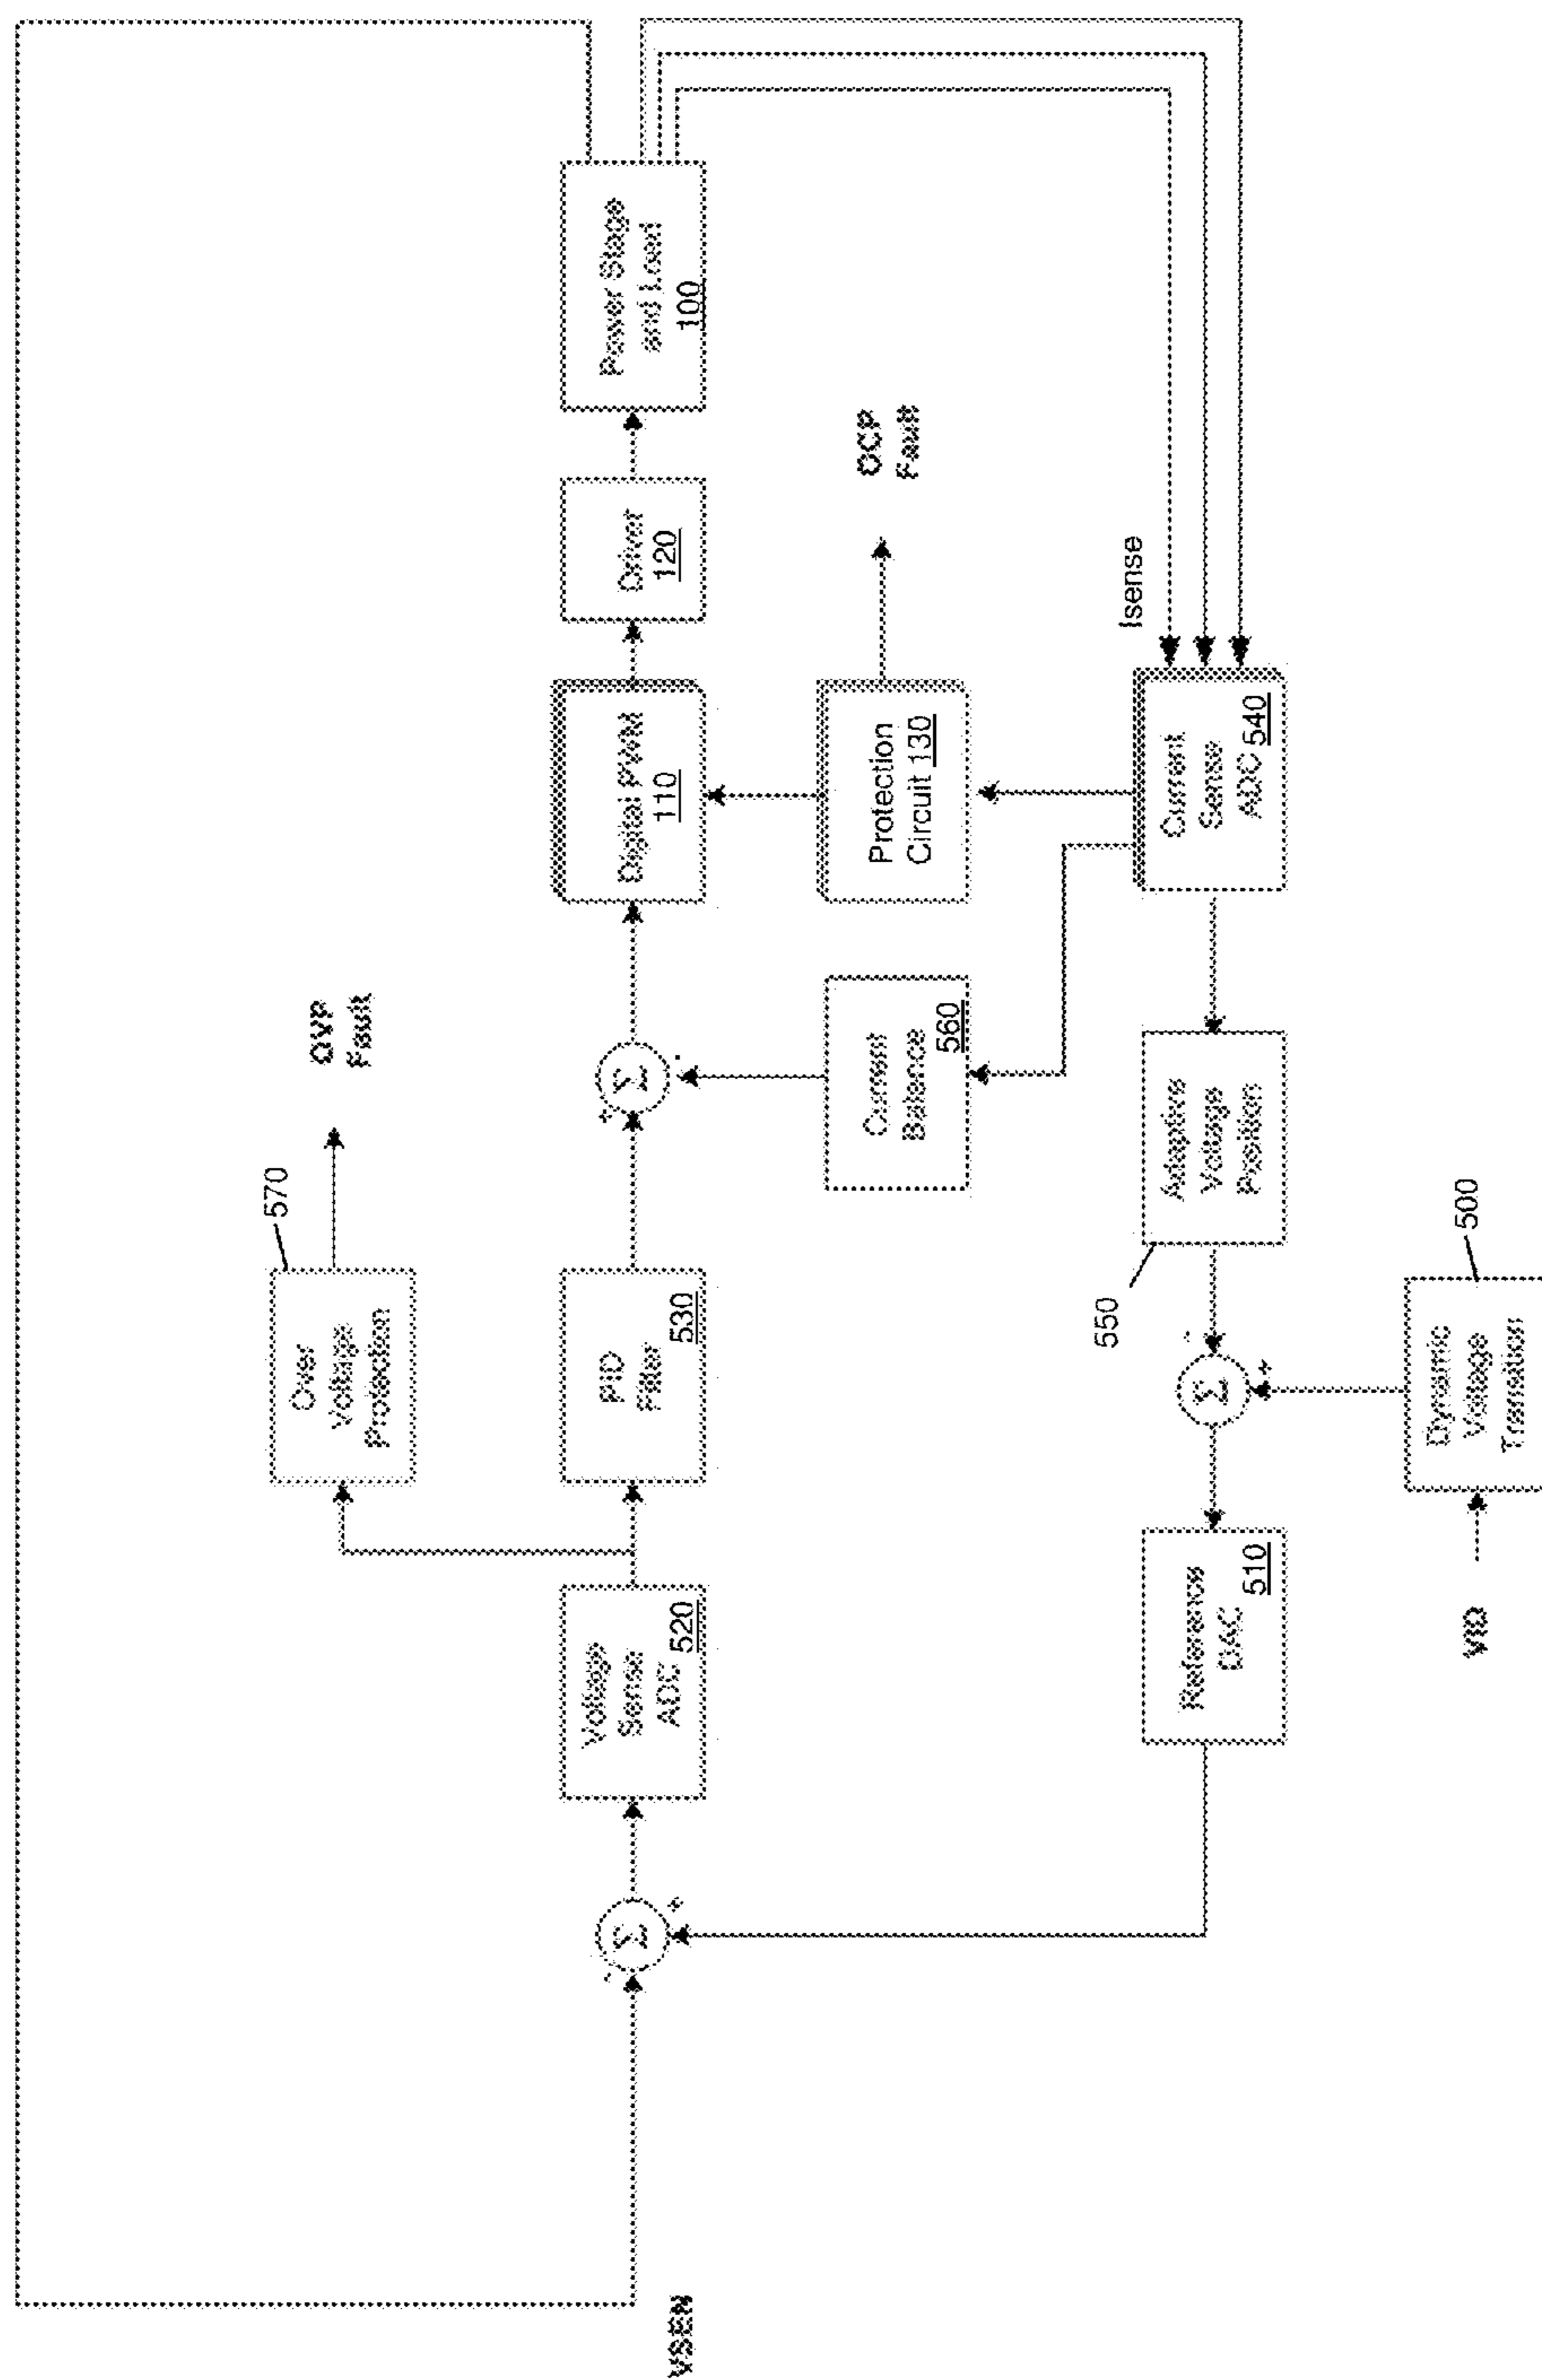 VSEN
Σ
-
+
Voltage
Sense
ADC 520
Over
Voltage
Protection
570
OVP
Fault
PID
Filter
530
Σ
+
-
Digital PWM
110
Driver
120
Power Stage
and Load
100
Current
Balance
560
Protection
Circuit 130
OCP
Fault
Reference
DAC
510
Σ
-
+
Adaptive
Voltage
Position
550
Current
Sense
ADC 540
Isense
VID
Dynamic
Voltage
Transition
500